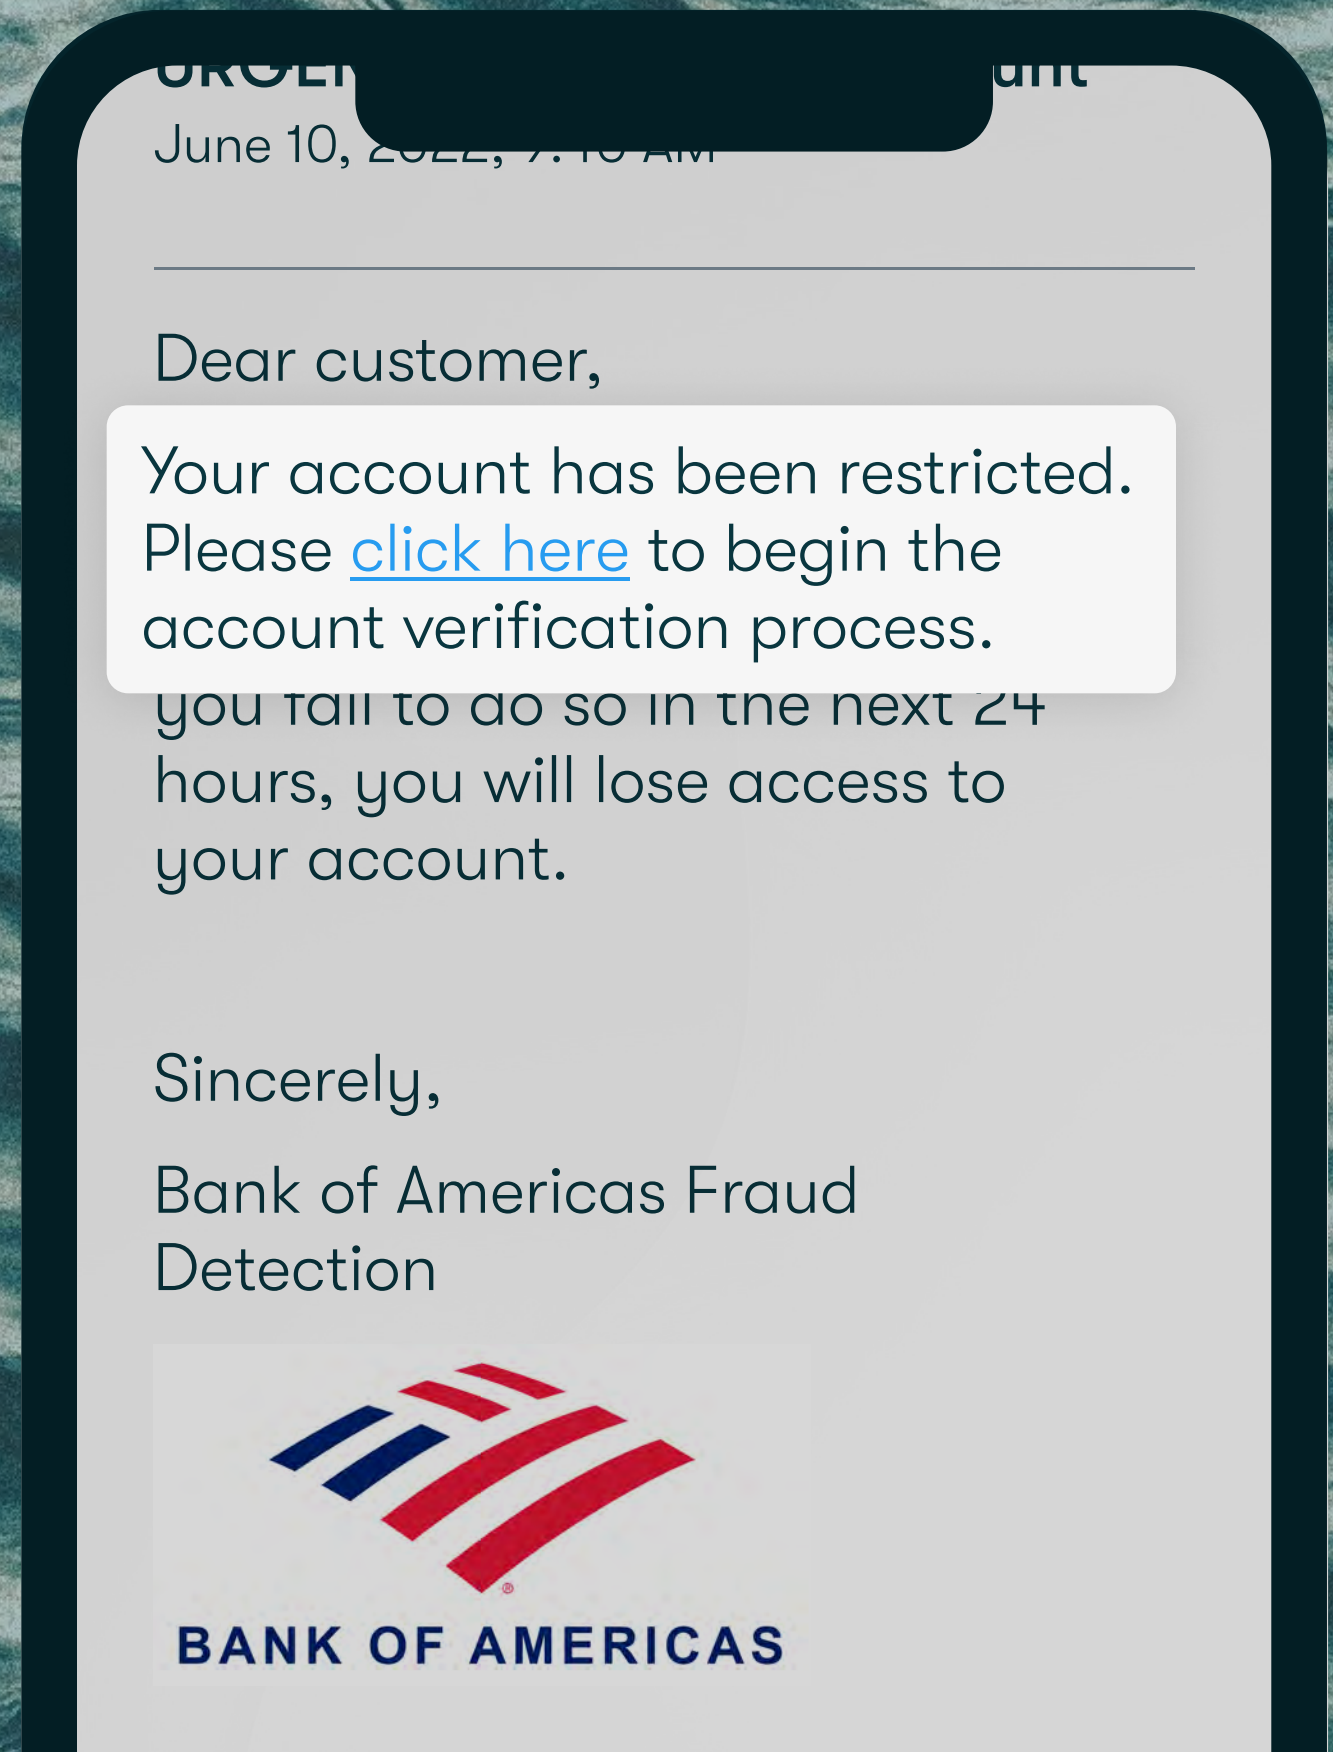 June 10,
Dear customer,
Your account has been restricted.
Please click here to begin the
account verification process.
you fail to do so in the next 24
hours, you will lose access to
your account.
Sincerely,
Bank of Americas Fraud
Detection
®
BANK OF AMERICAS